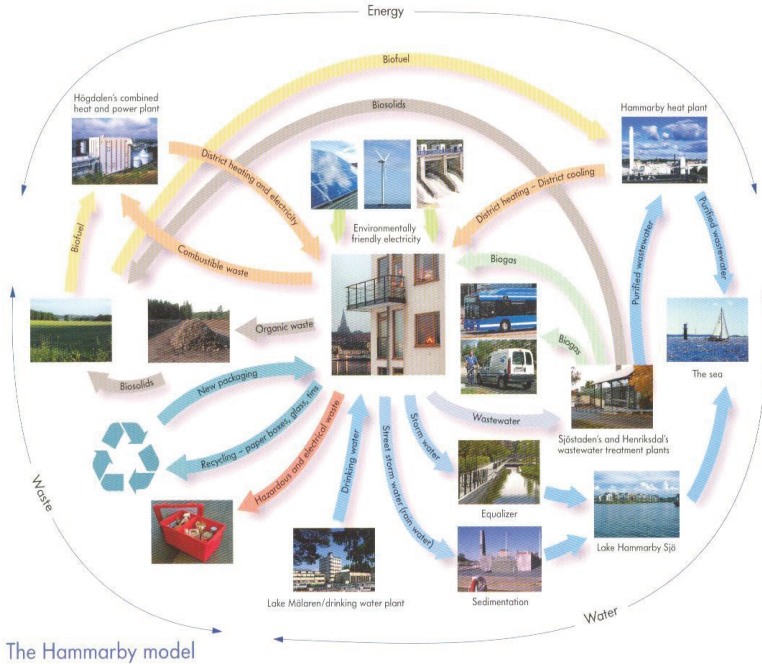 Energy
Biofuel
Högdalen's combined
heat and power plant
Biosolids
Hammarby heat plant
District heating and electricity
District heating – District cooling
Environmentally
friendly electricity
Biofuel
Combustible waste
Biogas
Purified wastewater
Purified wastewater
Organic waste
Biogas
The sea
Biosolids
New packaging
Wastewater
Sjöstaden's and Henriksdal's
wastewater treatment plants
Recycling – paper boxes, glass, tins
Hazardous and electrical waste
Drinking water
Street storm water (rain water)
Storm water
Equalizer
Waste
Lake Hammarby Sjö
Lake Mälaren/drinking water plant
Sedimentation
Water
The Hammarby model